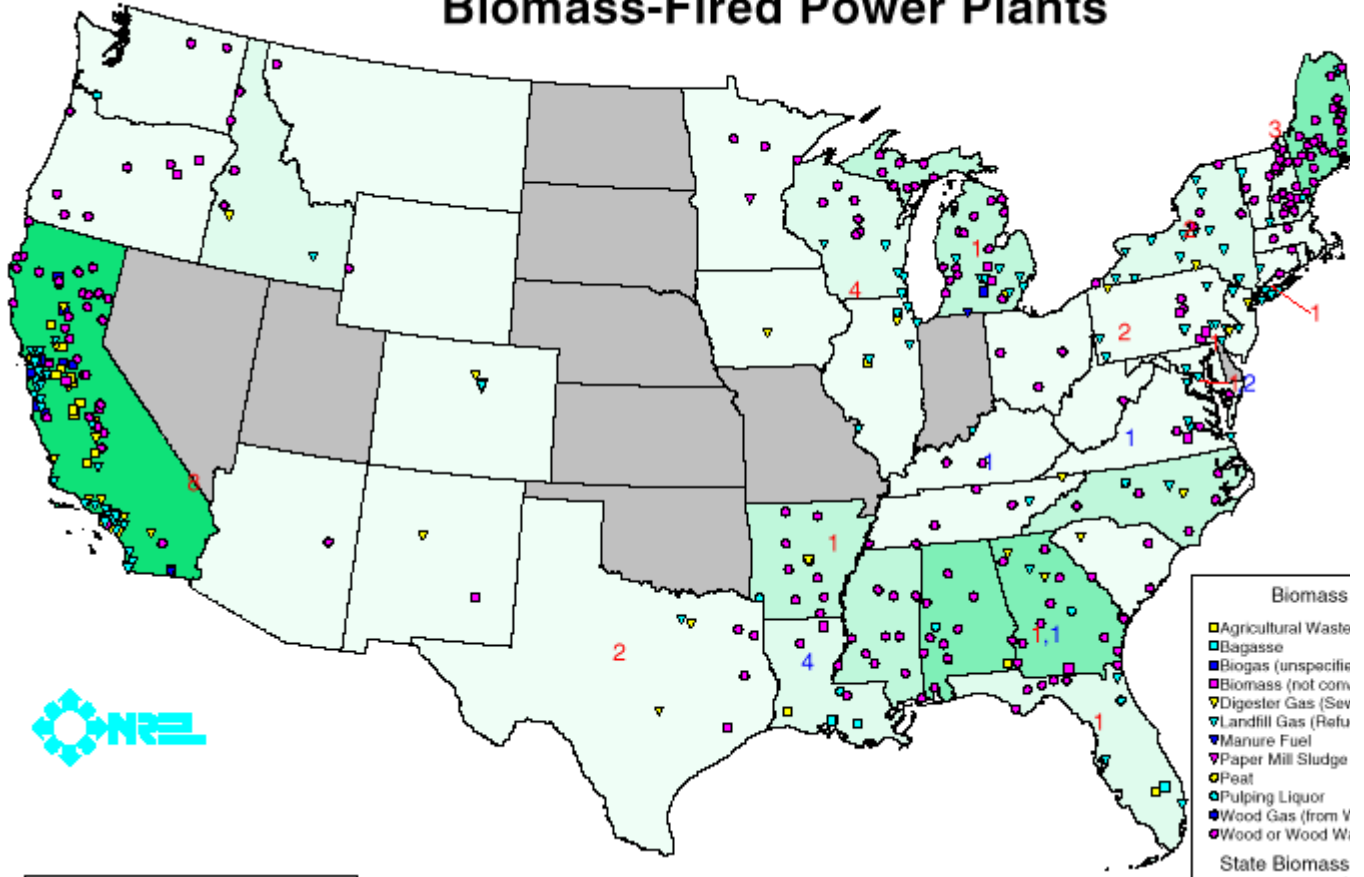 Biomass-Fired Power Plants
3
2
1
4
1
2
1
1,2
1
8
1
1
1,1
2
4
1
NREL
Biomass
Agricultural Waste
Bagasse
Biogas (unspecifie
Biomass (not conv
Digester Gas (Sew
Landfill Gas (Refu
Manure Fuel
Paper Mill Sludge
Peat
Pulping Liquor
Wood Gas (from W
Wood or Wood Wa
State Biomass